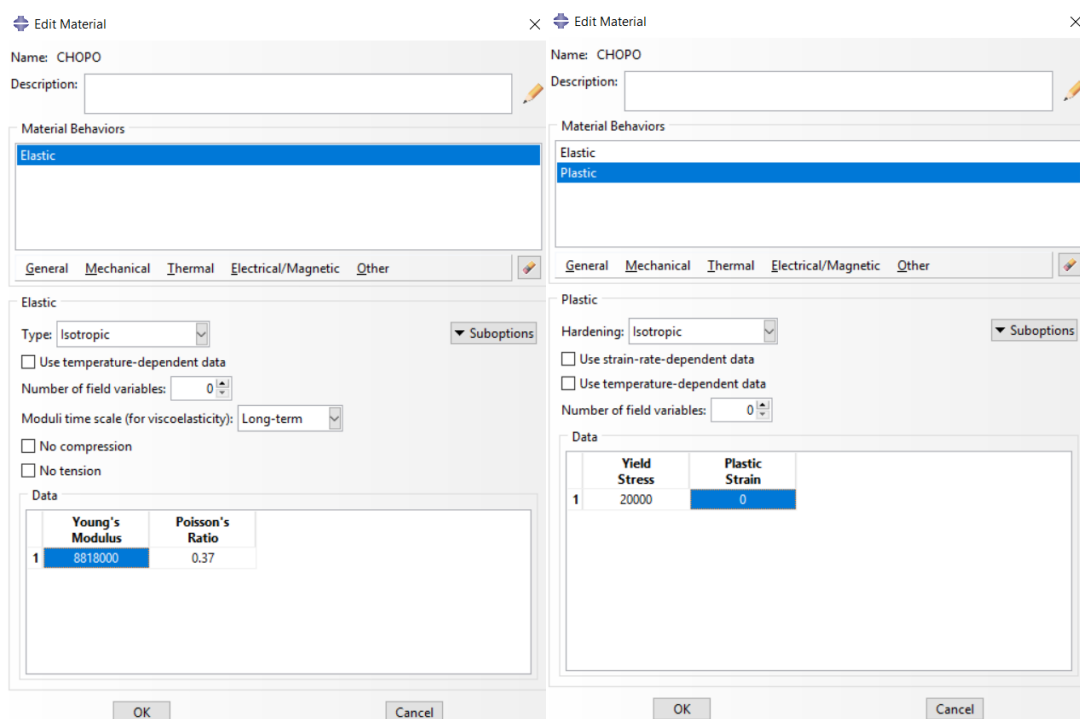 Edit Material
Name: CHOPO
Description:
Material Behaviors
Elastic
General Mechanical Thermal Electrical/Magnetic Other
Elastic
Type: Isotropic
Suboptions
Use temperature-dependent data
Number of field variables: 0
Moduli time scale (for viscoelasticity): Long-term
No compression
No tension
Data
Young's Poisson's
Modulus Ratio
1 8818000 0.37
OK Cancel
Edit Material
Name: CHOPO
Description:
Material Behaviors
Elastic
Plastic
General Mechanical Thermal Electrical/Magnetic Other
Plastic
Hardening: Isotropic
Suboptions
Use strain-rate-dependent data
Use temperature-dependent data
Number of field variables: 0
Data
Yield Plastic
Stress Strain
1 20000 0
OK Cancel